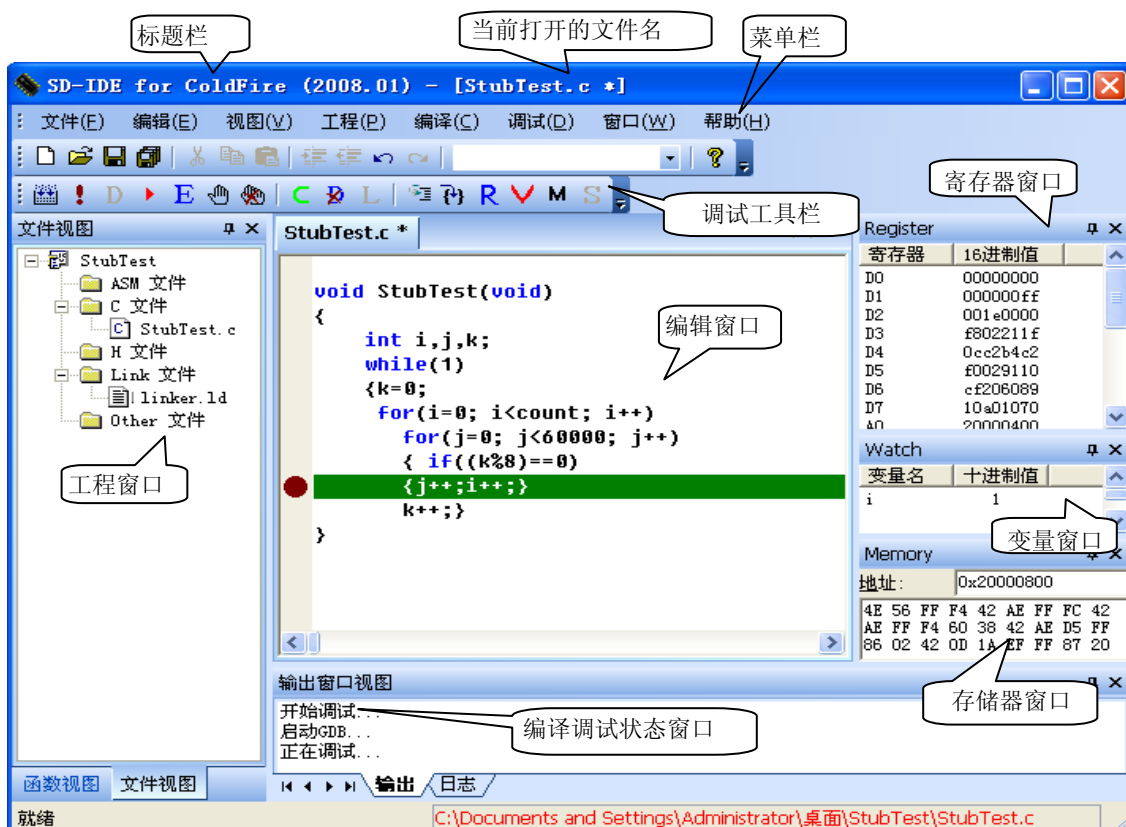 标题栏
当前打开的文件名
菜单栏
SD-IDE for ColdFire (2008.01) - [StubTest.c *]
文件(F) 编辑(E) 视图(V) 工程(P) 编译(C) 调试(D) 窗口(W) 帮助(H)
D E C D L R V M S
调试工具栏
寄存器窗口
文件视图
StubTest
ASM 文件
C 文件
StubTest.c
H 文件
Link 文件
linker.ld
Other 文件
工程窗口
函数视图 文件视图
StubTest.c *
void StubTest(void)
{
int i,j,k;
while(1)
{k=0;
for(i=0; i<count; i++)
for(j=0; j<60000; j++)
{ if((k%8)==0)
{j++;i++;}
k++;}
}
编辑窗口
Register
寄存器 16进制值
D0 00000000
D1 000000ff
D2 001e0000
D3 f802211f
D4 0cc2b4c2
D5 f0029110
D6 cf206089
D7 10a01070
A0 20000400
Watch
变量名 十进制值
i 1
变量窗口
Memory
地址: 0x20000800
4E 56 FF F4 42 AE FF FC 42
AE FF F4 60 38 42 AE D5 FF
86 02 42 0D 1A EF FF 87 20
存储器窗口
输出窗口视图
开始调试...
启动GDB...
正在调试...
编译调试状态窗口
输出 日志
就绪
C:\Documents and Settings\Administrator\桌面\StubTest\StubTest.c